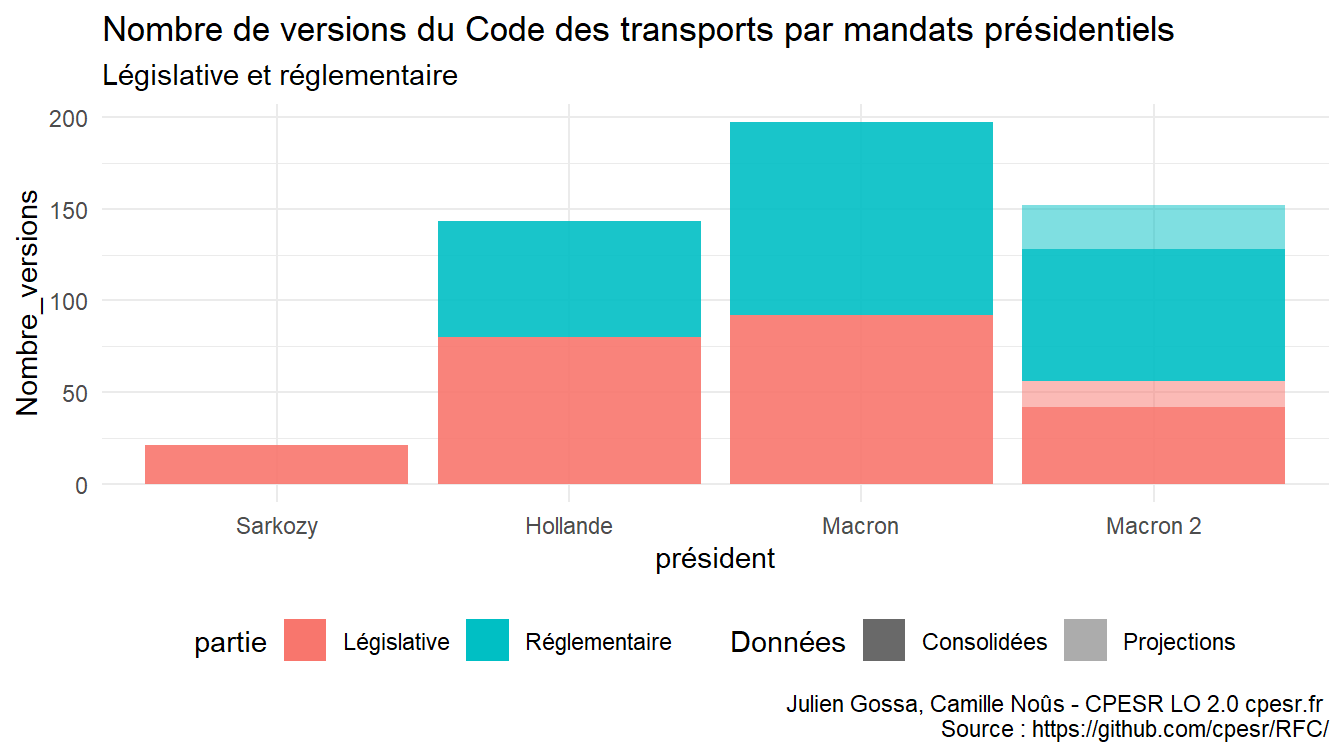 Nombre de versions du Code des transports par mandats présidentiels
Législative et réglementaire
Nombre_versions
200
150
100
50
0
Sarkozy
Hollande
Macron
Macron 2
président
partie
Législative
Réglementaire
Données
Consolidées
Projections
Julien Gossa, Camille Noûs - CPESR LO 2.0 cpesr.fr
Source : https://github.com/cpesr/RFC/